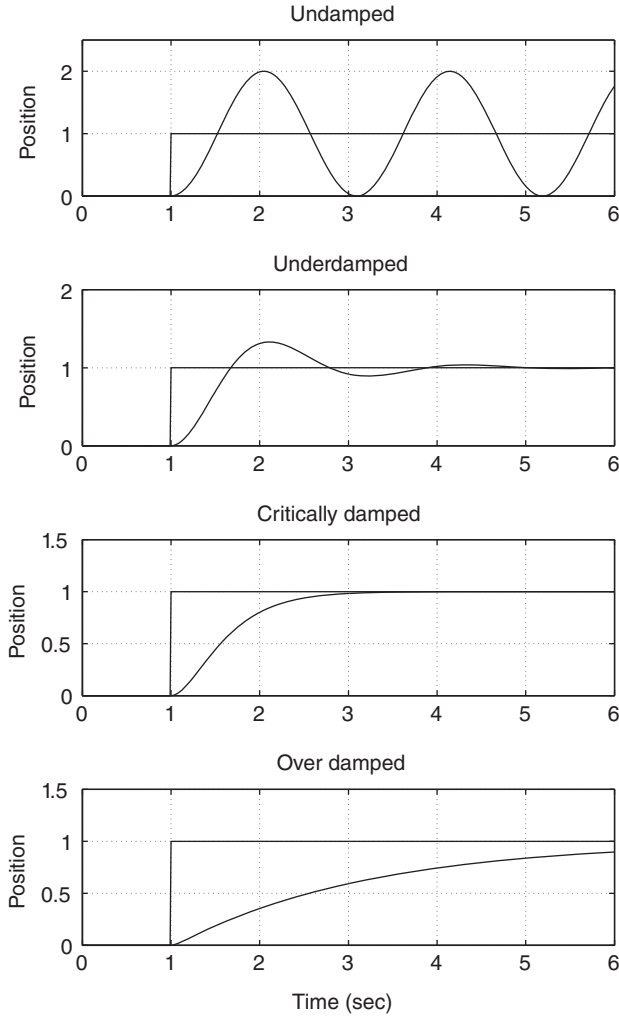 Undamped
Position
2
1
0
0 1 2 3 4 5 6
Underdamped
Position
2
1
0
0 1 2 3 4 5 6
Critically damped
Position
1.5
1
0.5
0
0 1 2 3 4 5 6
Over damped
Position
1.5
1
0.5
0
0 1 2 3 4 5 6
Time (sec)